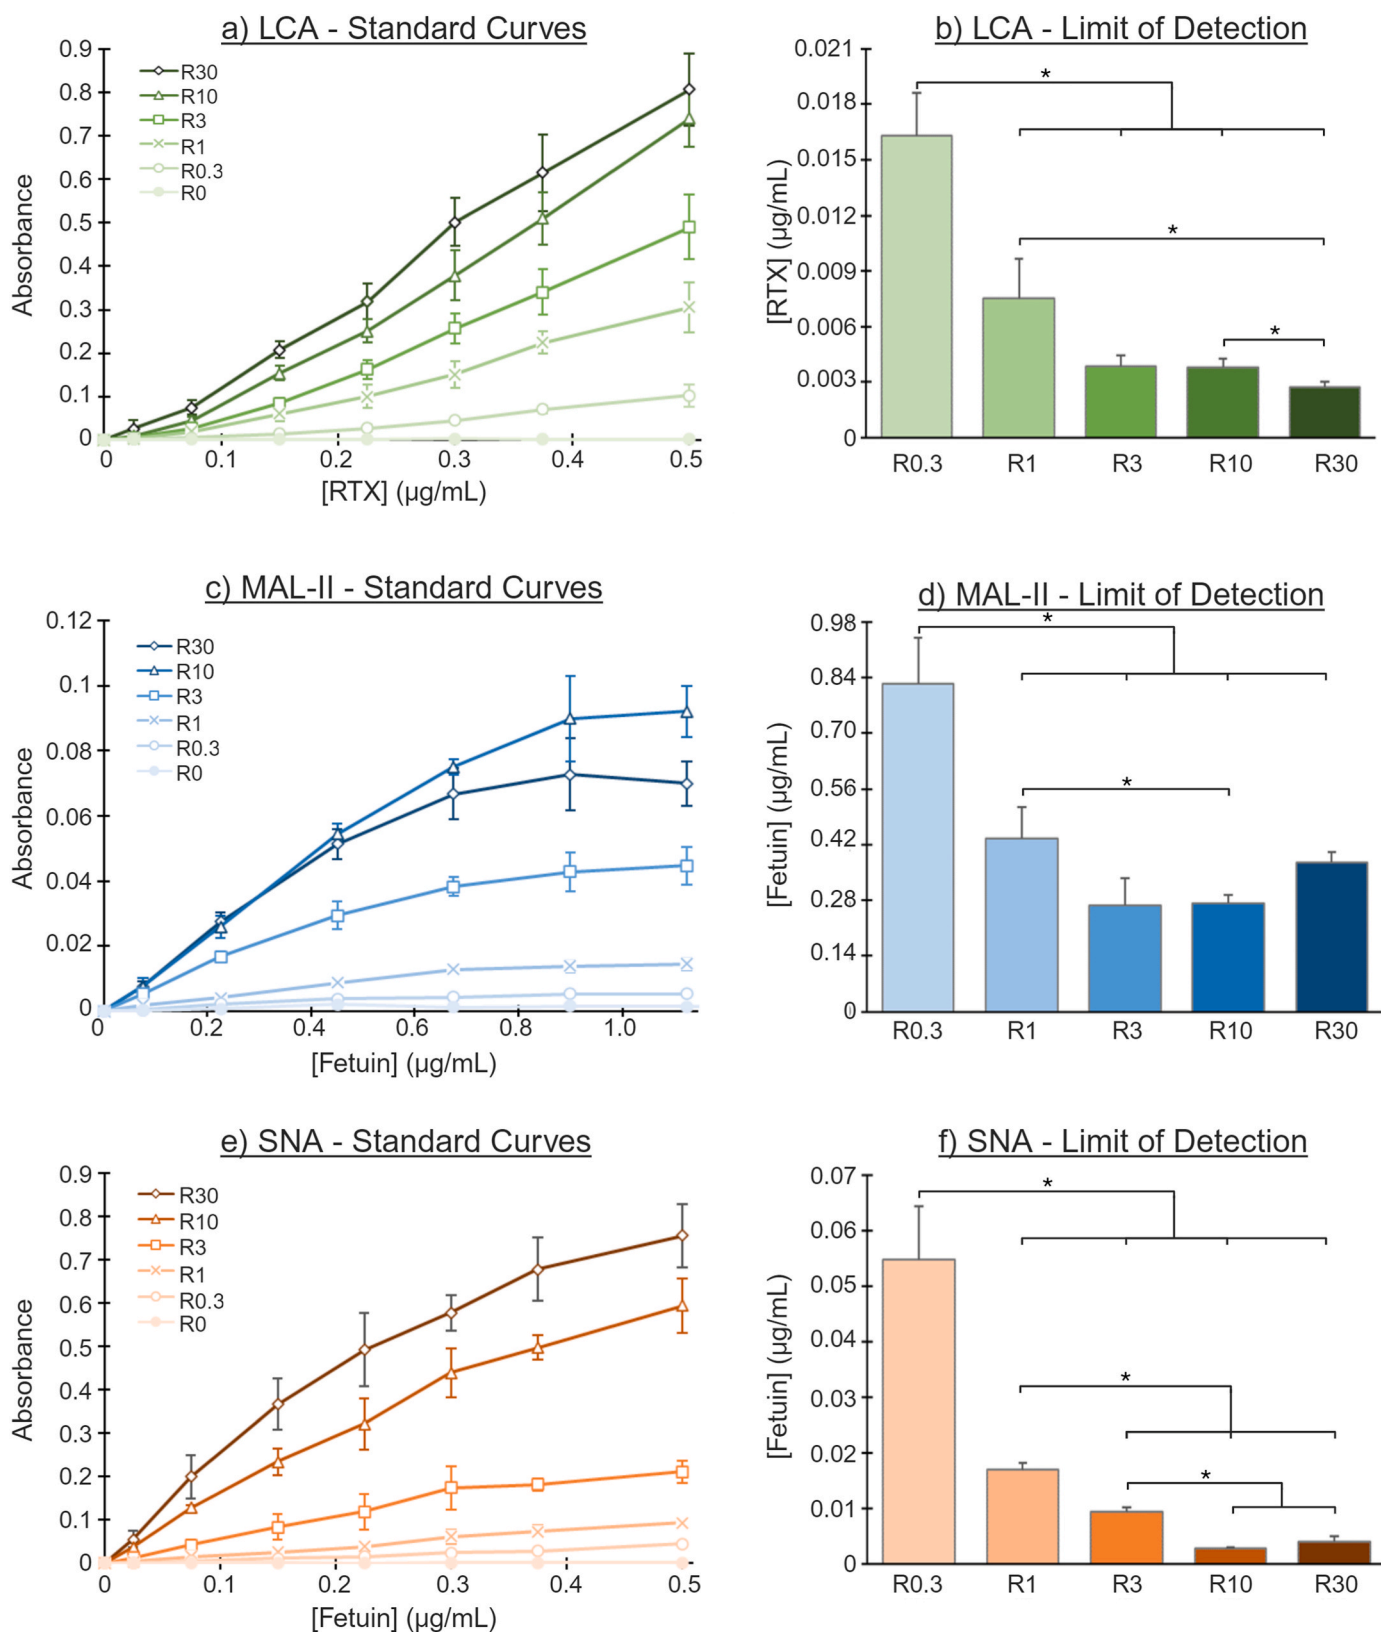 a) LCA - Standard Curves
0.9
0.8
0.7
0.6
0.5
0.4
0.3
0.2
0.1
0
Absorbance
R30
R10
R3
R1
R0.3
R0
0 0.1 0.2 0.3 0.4 0.5
[RTX] (µg/mL)
b) LCA - Limit of Detection
0.021
0.018
0.015
0.012
0.009
0.006
0.003
0
[RTX] (µg/mL)
*
*
*
R0.3 R1 R3 R10 R30
c) MAL-II - Standard Curves
0.12
0.1
0.08
0.06
0.04
0.02
0
Absorbance
R30
R10
R3
R1
R0.3
R0
0 0.2 0.4 0.6 0.8 1.0
[Fetuin] (µg/mL)
d) MAL-II - Limit of Detection
0.98
0.84
0.70
0.56
0.42
0.28
0.14
0
[Fetuin] (µg/mL)
*
*
R0.3 R1 R3 R10 R30
e) SNA - Standard Curves
0.9
0.8
0.7
0.6
0.5
0.4
0.3
0.2
0.1
0
Absorbance
R30
R10
R3
R1
R0.3
R0
0 0.1 0.2 0.3 0.4 0.5
[Fetuin] (µg/mL)
f) SNA - Limit of Detection
0.07
0.06
0.05
0.04
0.03
0.02
0.01
0
[Fetuin] (µg/mL)
*
*
*
R0.3 R1 R3 R10 R30